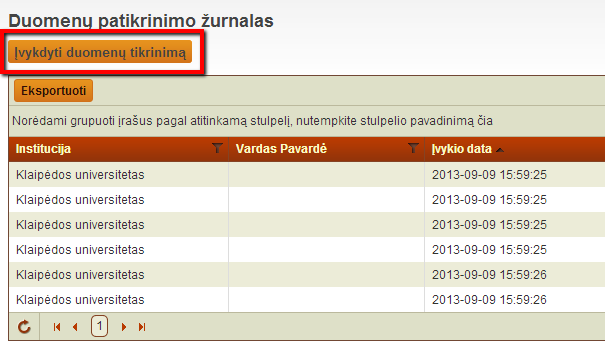 Duomenų patikrinimo žurnalas
Įvykdyti duomenų tikrinimą
Eksportuoti
Norėdami grupuoti įrašus pagal atitinkamą stulpelį, nutempkite stulpelio pavadinimą čia
Institucija Vardas Pavardė Įvykio data
Klaipėdos universitetas 2013-09-09 15:59:25
Klaipėdos universitetas 2013-09-09 15:59:25
Klaipėdos universitetas 2013-09-09 15:59:25
Klaipėdos universitetas 2013-09-09 15:59:25
Klaipėdos universitetas 2013-09-09 15:59:26
Klaipėdos universitetas 2013-09-09 15:59:26
1